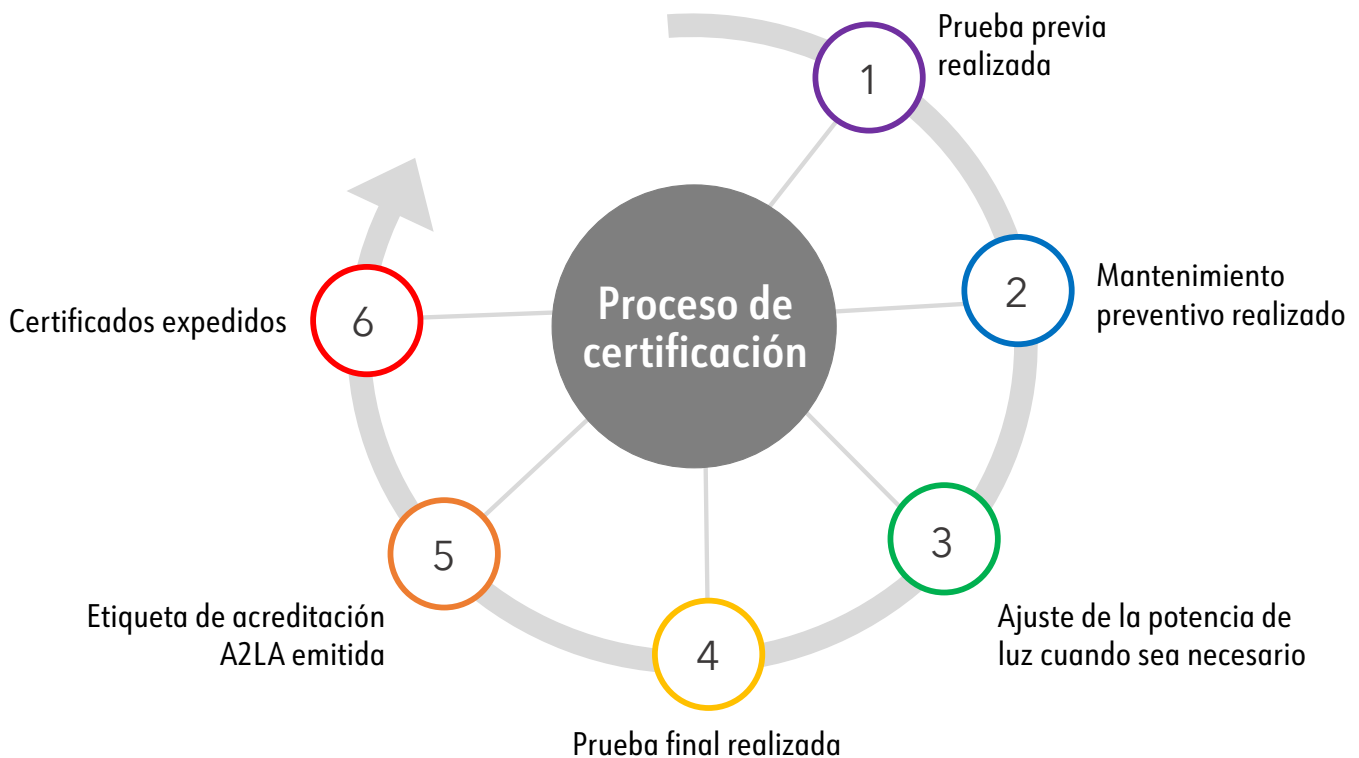 Proceso de
certificación
1
Prueba previa
realizada
2
Mantenimiento
preventivo realizado
3
Ajuste de la potencia de
luz cuando sea necesario
4
Prueba final realizada
5
Etiqueta de acreditación
A2LA emitida
6
Certificados expedidos